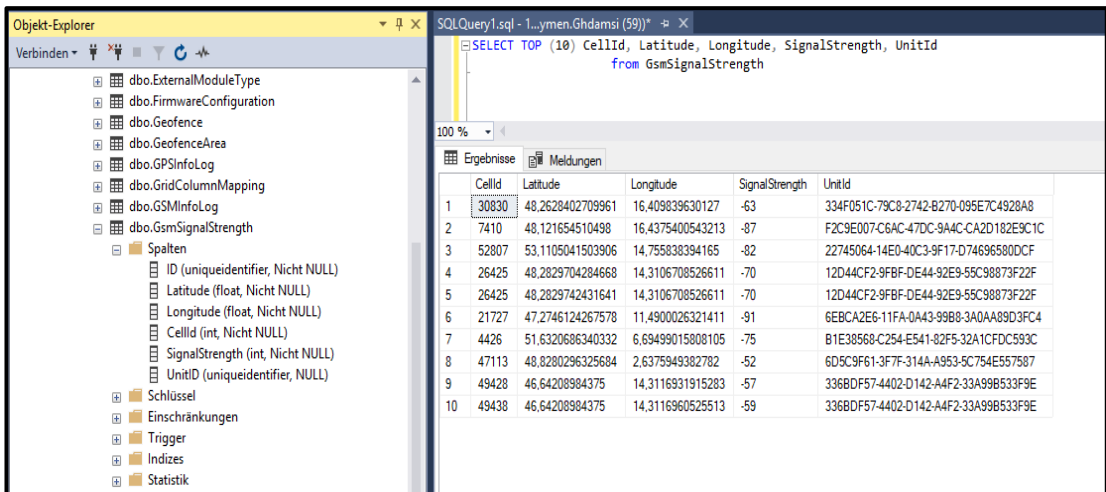 Objekt-Explorer
Verbinden
dbo.ExternalModuleType
dbo.FirmwareConfiguration
dbo.Geofence
dbo.GeofenceArea
dbo.GPSInfoLog
dbo.GridColumnMapping
dbo.GSMInfoLog
dbo.GsmSignalStrength
Spalten
ID (uniqueidentifier, Nicht NULL)
Latitude (float, Nicht NULL)
Longitude (float, Nicht NULL)
CellId (int, Nicht NULL)
SignalStrength (int, Nicht NULL)
UnitID (uniqueidentifier, NULL)
Schlüssel
Einschränkungen
Trigger
Indizes
Statistik
SQLQuery1.sql - 1...ymen.Ghdamsi (59))*
SELECT TOP (10) CellId, Latitude, Longitude, SignalStrength, UnitId
from GsmSignalStrength
100 %
Ergebnisse Meldungen
CellId Latitude Longitude SignalStrength UnitId
1 30830 48,2628402709961 16,409839630127 -63 334F051C-79C8-2742-B270-095E7C4928A8
2 7410 48,121654510498 16,4375400543213 -87 F2C9E007-C6AC-47DC-9A4C-CA2D182E9C1C
3 52807 53,1105041503906 14,755838394165 -82 22745064-14E0-40C3-9F17-D74696580DCF
4 26425 48,2829704284668 14,3106708526611 -70 12D44CF2-9FBF-DE44-92E9-55C98873F22F
5 26425 48,2829742431641 14,3106708526611 -70 12D44CF2-9FBF-DE44-92E9-55C98873F22F
6 21727 47,2746124267578 11,4900026321411 -91 6EBCA2E6-11FA-0A43-99B8-3A0AA89D3FC4
7 4426 51,6320686340332 6,69499015808105 -75 B1E38568-C254-E541-82F5-32A1CFDC593C
8 47113 48,8280296325684 2,6375949382782 -52 6D5C9F61-3F7F-314A-A953-5C754E557587
9 49428 46,64208984375 14,3116931915283 -57 336BDF57-4402-D142-A4F2-33A99B533F9E
10 49438 46,64208984375 14,3116960525513 -59 336BDF57-4402-D142-A4F2-33A99B533F9E